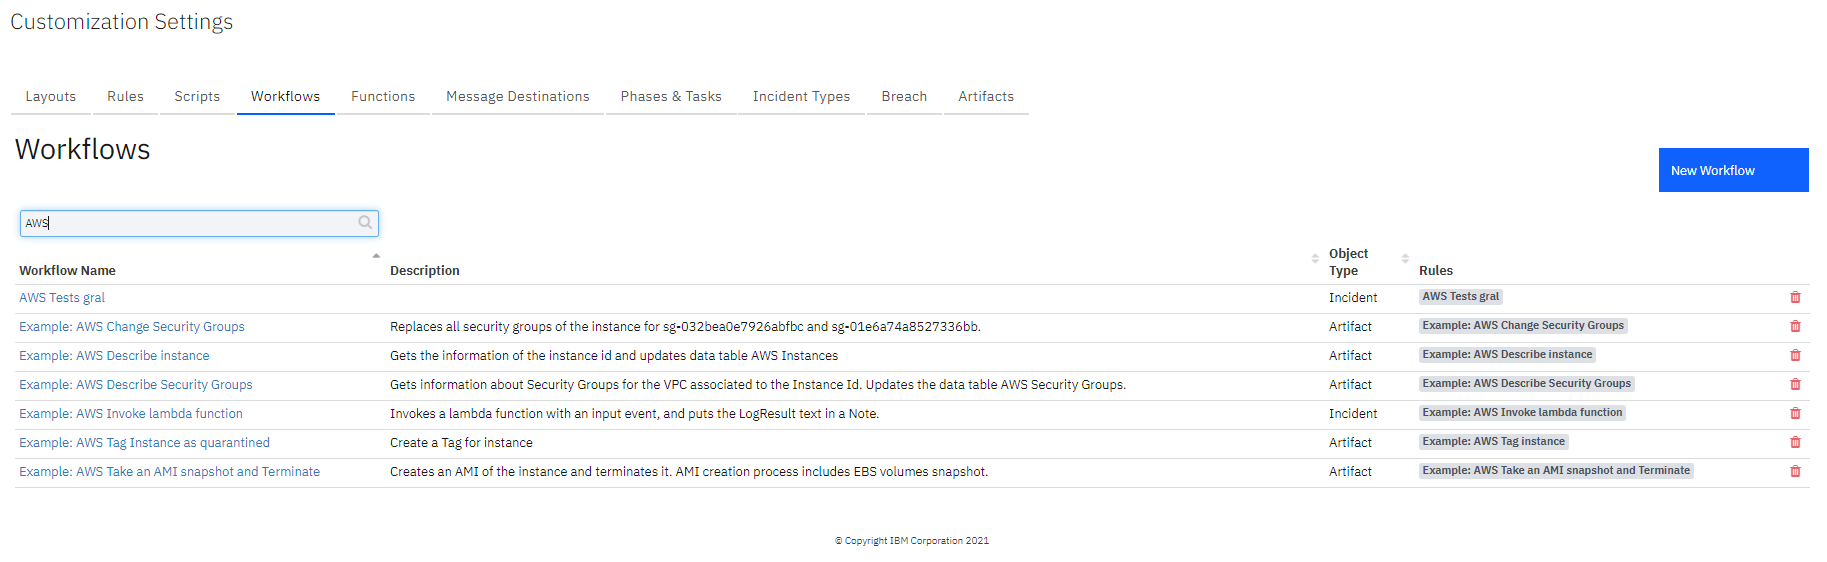 Customization Settings
Layouts Rules Scripts Workflows Functions Message Destinations Phases & Tasks Incident Types Breach Artifacts
Workflows
New Workflow
AWS
Workflow Name Description Object Type Rules
AWS Tests gral Incident AWS Tests gral
Example: AWS Change Security Groups Replaces all security groups of the instance for sg-032bea0e7926abfbc and sg-01e6a74a8527336bb. Artifact Example: AWS Change Security Groups
Example: AWS Describe instance Gets the information of the instance id and updates data table AWS Instances Artifact Example: AWS Describe instance
Example: AWS Describe Security Groups Gets information about Security Groups for the VPC associated to the Instance Id. Updates the data table AWS Security Groups. Artifact Example: AWS Describe Security Groups
Example: AWS Invoke lambda function Invokes a lambda function with an input event, and puts the LogResult text in a Note. Incident Example: AWS Invoke lambda function
Example: AWS Tag Instance as quarantined Create a Tag for instance Artifact Example: AWS Tag instance
Example: AWS Take an AMI snapshot and Terminate Creates an AMI of the instance and terminates it. AMI creation process includes EBS volumes snapshot. Artifact Example: AWS Take an AMI snapshot and Terminate
© Copyright IBM Corporation 2021